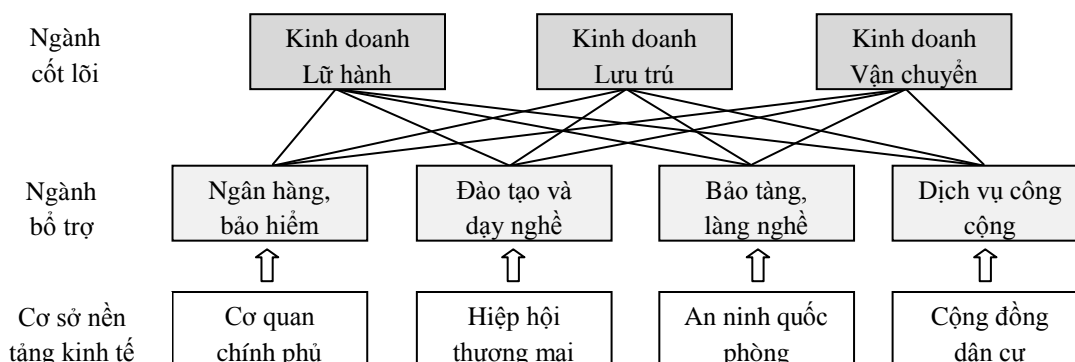 Ngành
cốt lõi
Kinh doanh
Lữ hành
Kinh doanh
Lưu trú
Kinh doanh
Vận chuyển
Ngành
bổ trợ
Ngân hàng,
bảo hiểm
Đào tạo và
dạy nghề
Bảo tàng,
làng nghề
Dịch vụ công
cộng
Cơ sở nền
tảng kinh tế
Cơ quan
chính phủ
Hiệp hội
thương mại
An ninh quốc
phòng
Cộng đồng
dân cư